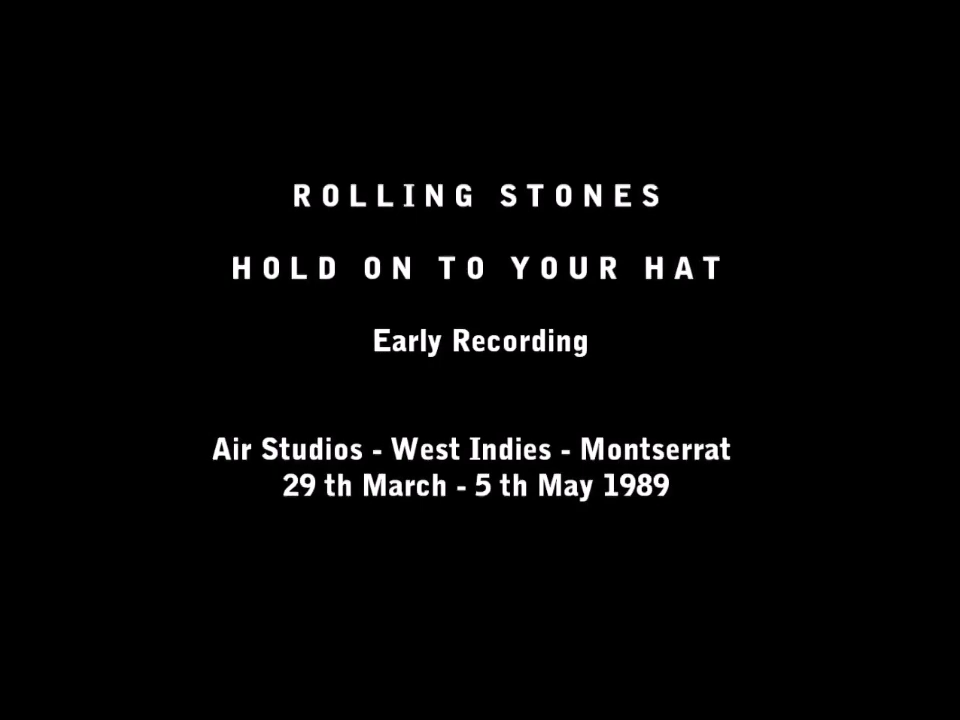 ROLLING STONES
HOLD ON TO YOUR HAT
Early Recording
Air Studios - West Indies - Montserrat
29 th March - 5 th May 1989